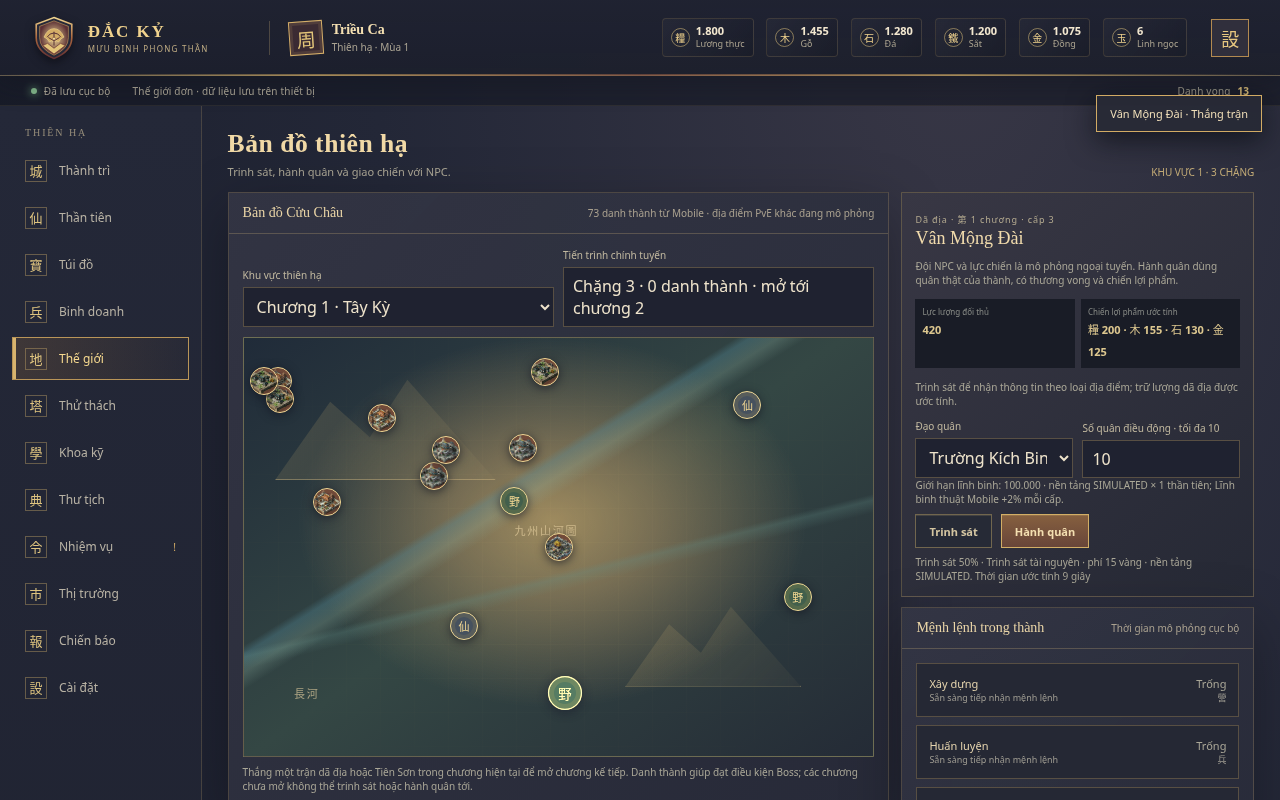 ĐẮC KỶ
MƯU ĐỊNH PHONG THẦN
周
Triều Ca
Thiên hạ · Mùa 1
糧 1.800 Lương thực
木 1.455 Gỗ
石 1.280 Đá
鐵 1.200 Sắt
金 1.075 Đồng
玉 6 Linh ngọc
設
Đã lưu cục bộ
Thế giới đơn · dữ liệu lưu trên thiết bị
Danh vọng 13
Vân Mộng Đài · Thắng trận
THIÊN HẠ
城 Thành trì
仙 Thần tiên
寶 Túi đồ
兵 Binh doanh
地 Thế giới
塔 Thử thách
學 Khoa kỹ
典 Thư tịch
令 Nhiệm vụ !
市 Thị trường
報 Chiến báo
設 Cài đặt
Bản đồ thiên hạ
Trinh sát, hành quân và giao chiến với NPC.
KHU VỰC 1 · 3 CHẶNG
Bản đồ Cửu Châu
73 danh thành từ Mobile · địa điểm PvE khác đang mô phỏng
Khu vực thiên hạ
Chương 1 · Tây Kỳ
Tiến trình chính tuyến
Chặng 3 · 0 danh thành · mở tới
chương 2
仙
野
九州山河圖
野
仙
野
長河
Thắng một trận dã địa hoặc Tiên Sơn trong chương hiện tại để mở chương kế tiếp. Danh thành giúp đạt điều kiện Boss; các chương
chưa mở không thể trinh sát hoặc hành quân tới.
Dã địa · 第 1 chương · cấp 3
Vân Mộng Đài
Đội NPC và lực chiến là mô phỏng ngoại tuyến. Hành quân dùng
quân thật của thành, có thương vong và chiến lợi phẩm.
Lực lượng đối thủ
420
Chiến lợi phẩm ước tính
糧 200 · 木 155 · 石 130 · 金
125
Trinh sát để nhận thông tin theo loại địa điểm; trữ lượng dã địa được
ước tính.
Đạo quân
Trường Kích Bin
Số quân điều động · tối đa 10
10
Giới hạn lĩnh binh: 100.000 · nền tảng SIMULATED × 1 thần tiên; Lĩnh
binh thuật Mobile +2% mỗi cấp.
Trinh sát
Hành quân
Trinh sát 50% · Trinh sát tài nguyên · phí 15 vàng · nền tảng
SIMULATED. Thời gian ước tính 9 giây
Mệnh lệnh trong thành
Thời gian mô phỏng cục bộ
Xây dựng
Sẵn sàng tiếp nhận mệnh lệnh
Trống
Huấn luyện
Sẵn sàng tiếp nhận mệnh lệnh
Trống
兵